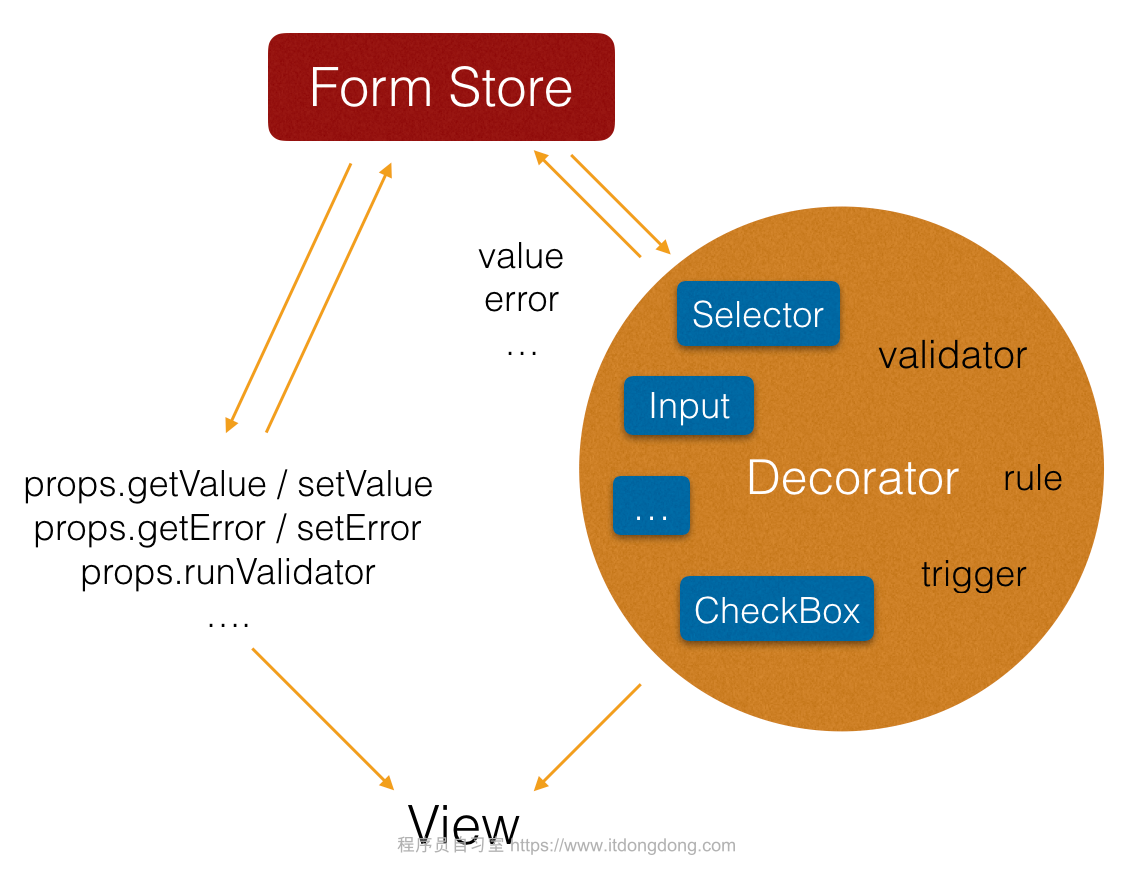 Form Store
value
error
...
Selector
validator
Input
Decorator
rule
...
trigger
CheckBox
props.getValue / setValue
props.getError / setError
props.runValidator
....
View
程序员自习室 https://www.itdongdong.com